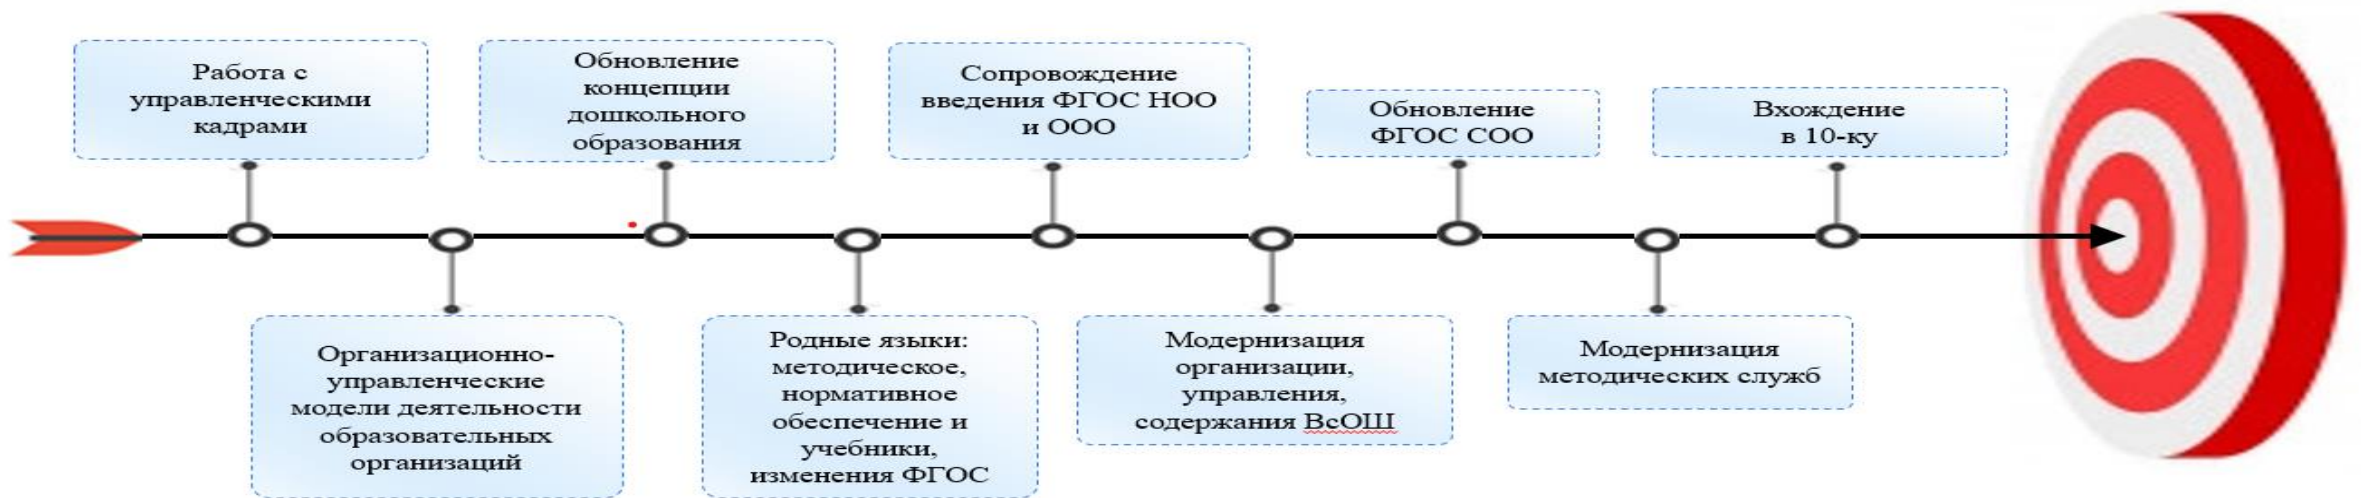 Работа с
управленческими
кадрами
Обновление
концепции
дошкольного
образования
Сопровождение
введения ФГОС НОО
и ООО
Обновление
ФГОС СОО
Вхождение
в 10-ку
Организационно-
управленческие
модели деятельности
образовательных
организаций
Родные языки:
методическое,
нормативное
обеспечение и
учебники,
изменения ФГОС
Модернизация
организации,
управления,
содержания ВсОШ
Модернизация
методических служб